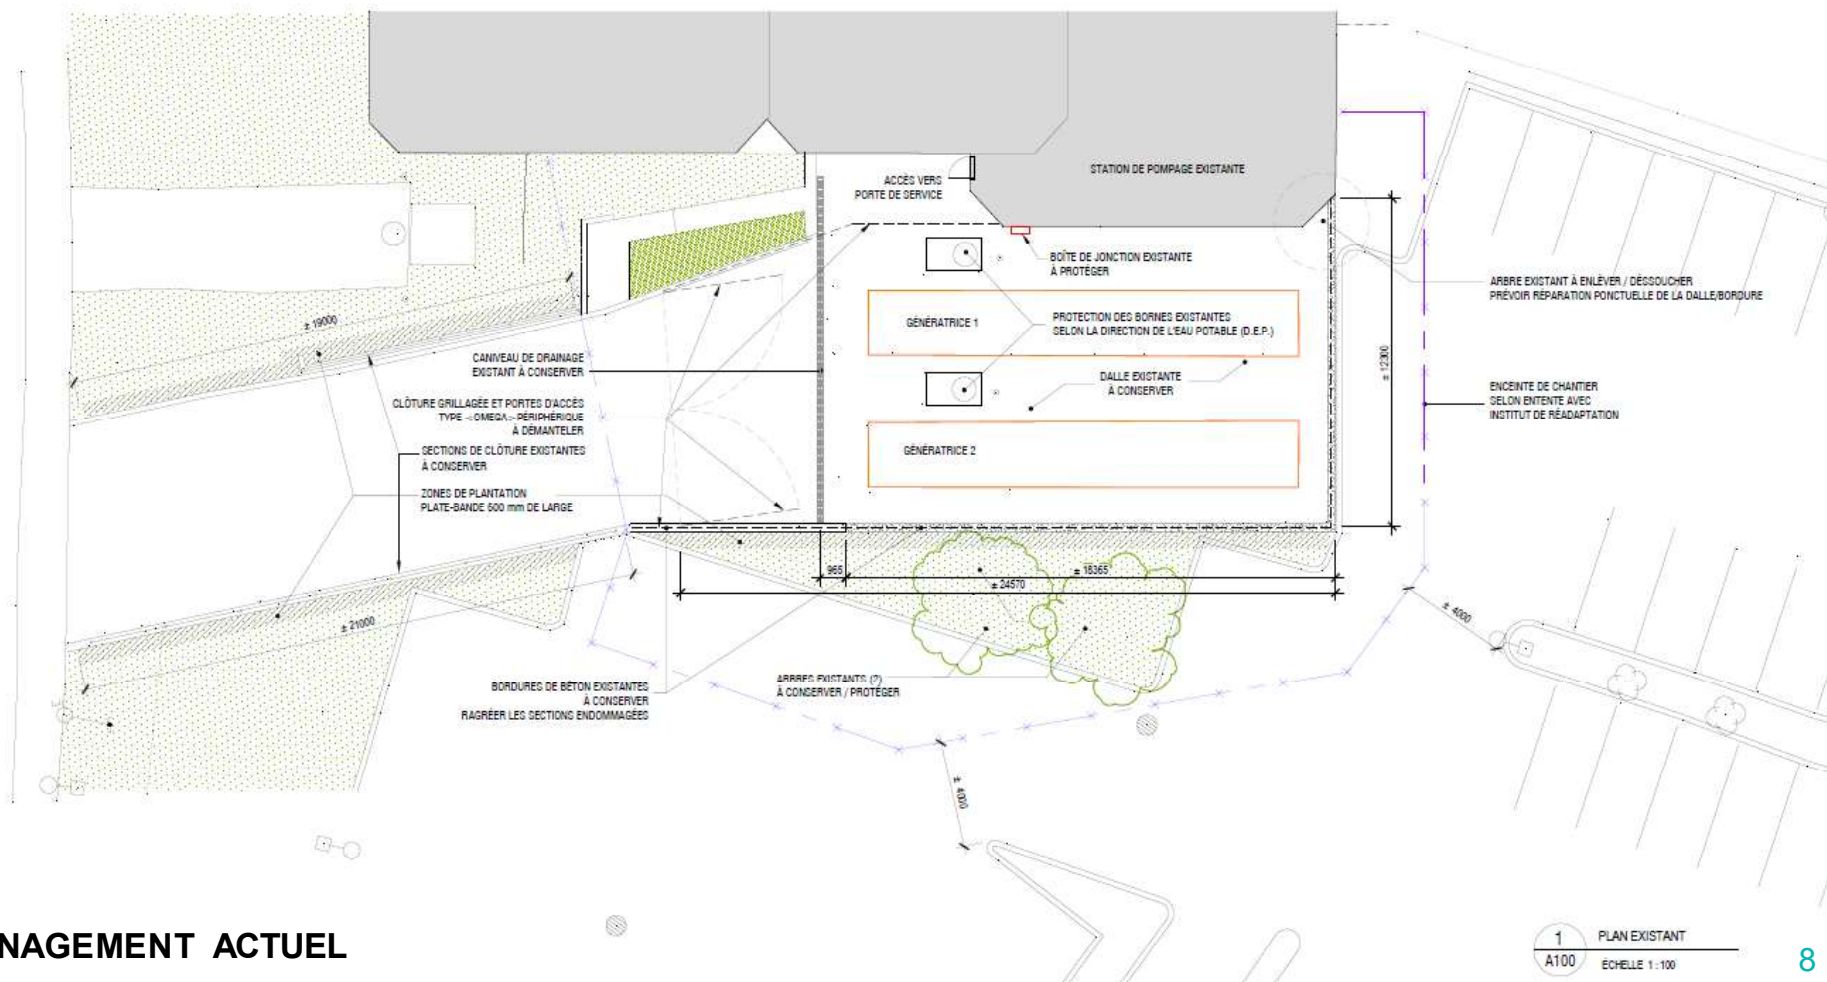 STATION DE POMPAGE EXISTANTE
ACCÈS VERS
PORTE DE SERVICE
BOÎTE DE JONCTION EXISTANTE
À PROTÉGER
ARBRE EXISTANT À ENLEVER / DÉSSOUCHER
PRÉVOIR RÉPARATION PONCTUELLE DE LA DALLE/BORDURE
± 19000
GÉNÉRATRICE 1
PROTECTION DES BORNES EXISTANTES
SELON LA DIRECTION DE L'EAU POTABLE (D.E.P.)
CANIVEAU DE DRAINAGE
EXISTANT À CONSERVER
DALLE EXISTANTE
À CONSERVER
± 12300
ENCEINTE DE CHANTIER
SELON ENTENTE AVEC
INSTITUT DE RÉADAPTATION
CLÔTURE GRILLAGÉE ET PORTES D'ACCÈS
TYPE «OMEGA» PÉRIPHÉRIQUE
À DÉMANTELER
SECTIONS DE CLÔTURE EXISTANTES
À CONSERVER
GÉNÉRATRICE 2
ZONES DE PLANTATION
PLATE-BANDE 600 mm DE LARGE
965
± 18365
± 24570
± 21000
± 4000
BORDURES DE BÉTON EXISTANTES
À CONSERVER
RAGRÉER LES SECTIONS ENDOMMAGÉES
ARBRES EXISTANTS (2)
À CONSERVER / PROTÉGER
± 4000
NAGEMENT ACTUEL
1
A100
PLAN EXISTANT
ÉCHELLE 1 : 100
8